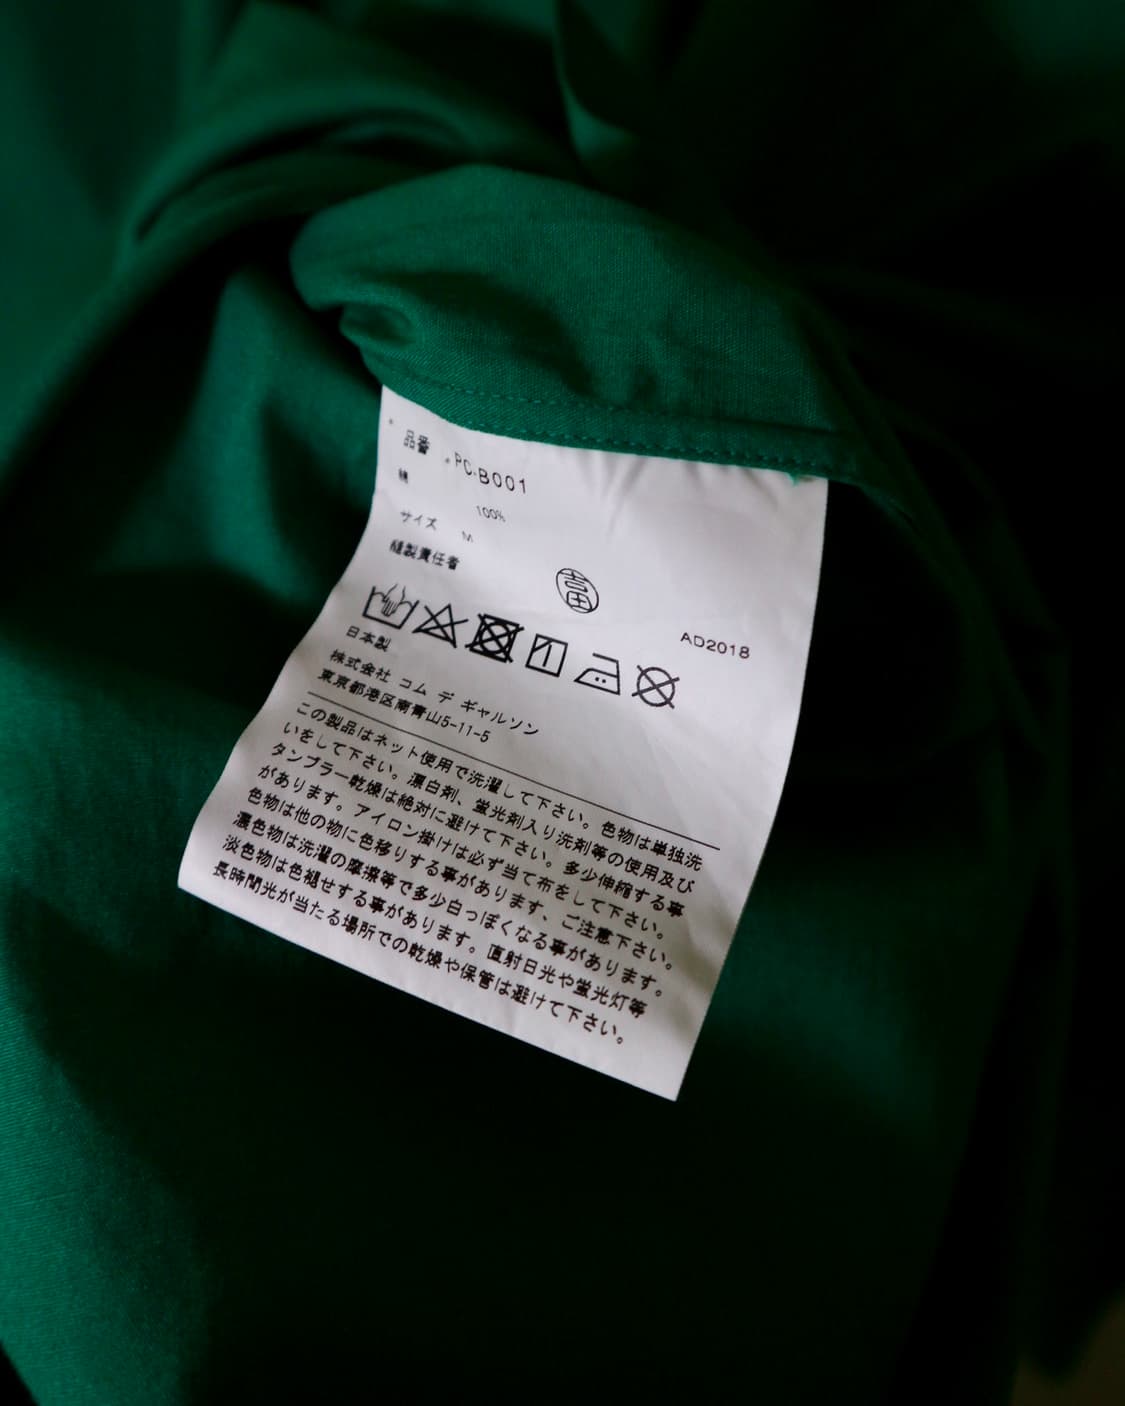 品番 PC-B001
綿 100%
サイズ M
縫製責任者
吉田
AD2018
日本製
株式会社 コム デ ギャルソン
東京都港区南青山5-11-5
この製品はネット使用で洗濯して下さい。色物は単独洗
いをして下さい。漂白剤、蛍光剤入り洗剤等の使用及び
タンブラー乾燥は絶対に避けて下さい。多少伸縮する事
があります。アイロン掛けは必ず当て布をして下さい。
色物は他の物に色移りする事があります、ご注意下さい。
濃色物は洗濯の摩擦等で多少白っぽくなる事があります。
淡色物は色褪せする事があります。直射日光や蛍光灯等
長時間光が当たる場所での乾燥や保管は避けて下さい。